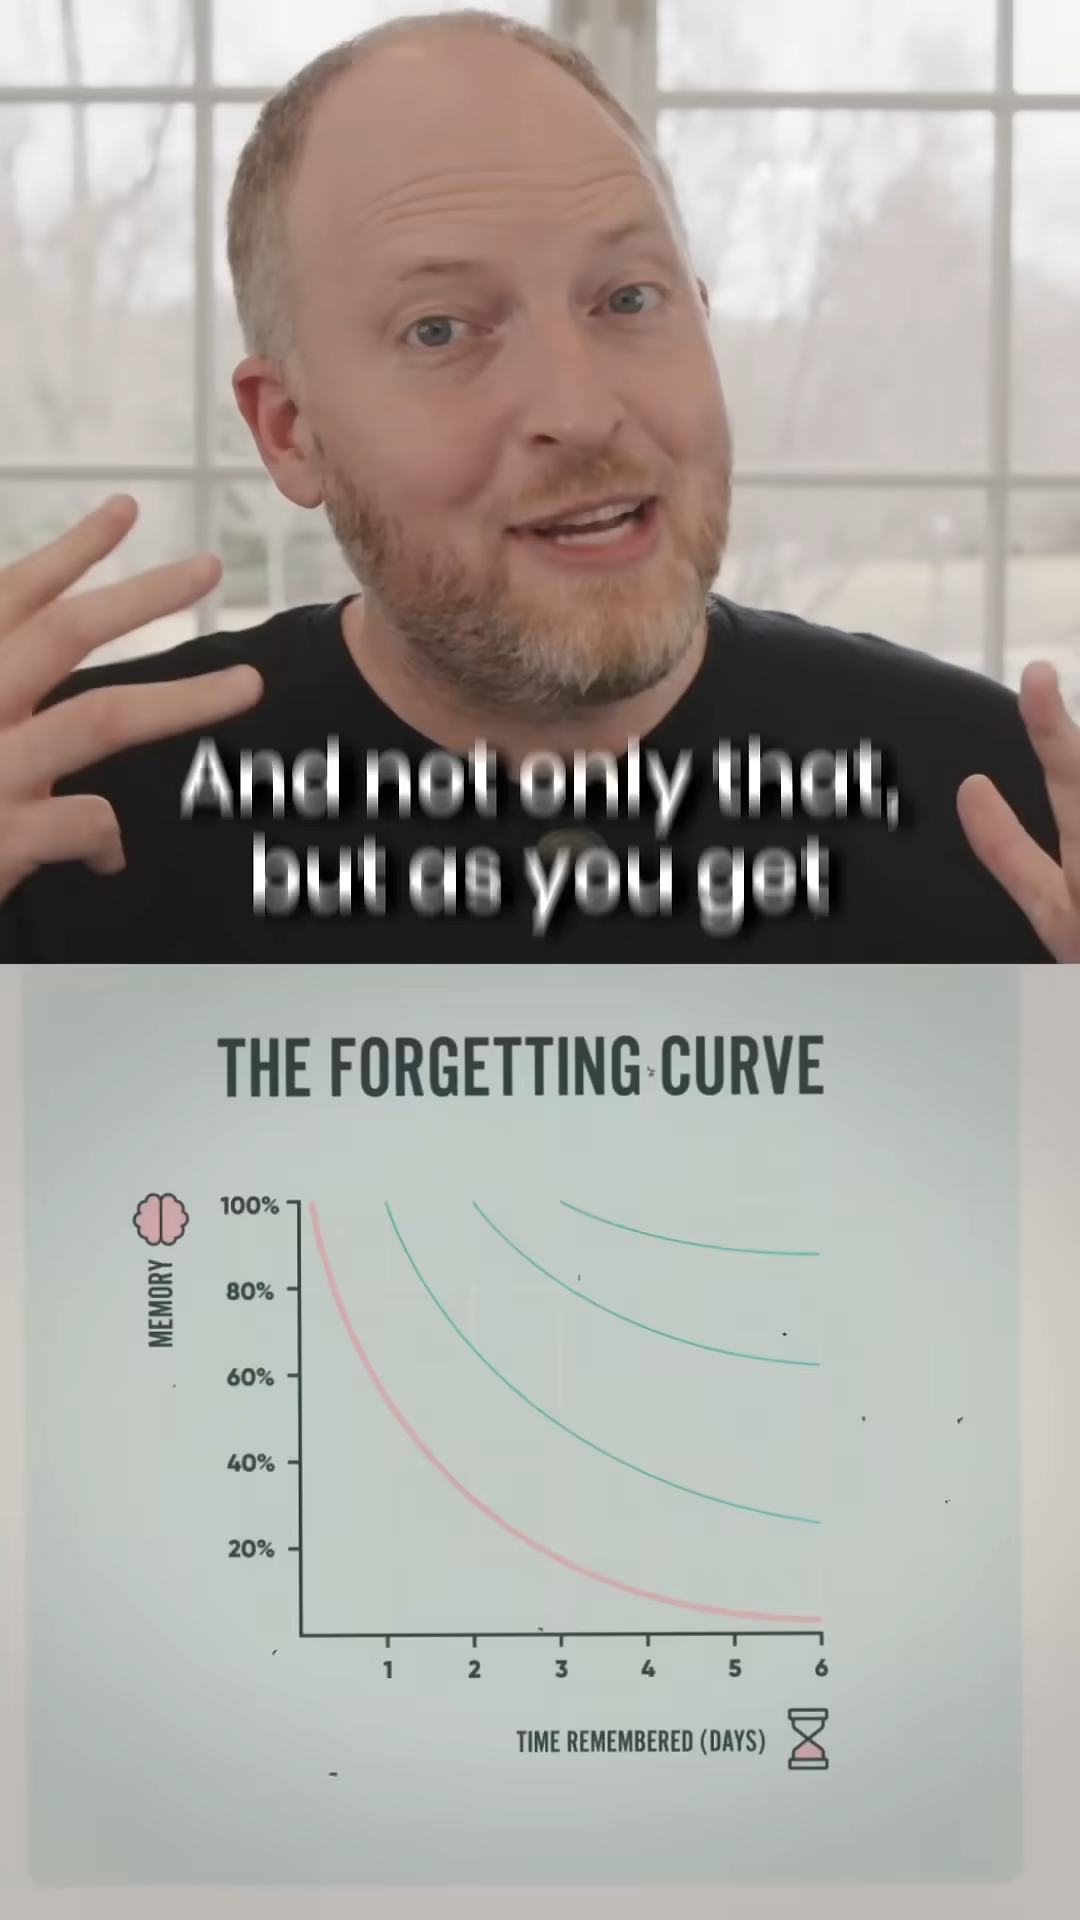 And not only that,
but as you get
THE FORGETTING CURVE
MEMORY
100%
80%
60%
40%
20%
1 2 3 4 5 6
TIME REMEMBERED (DAYS)